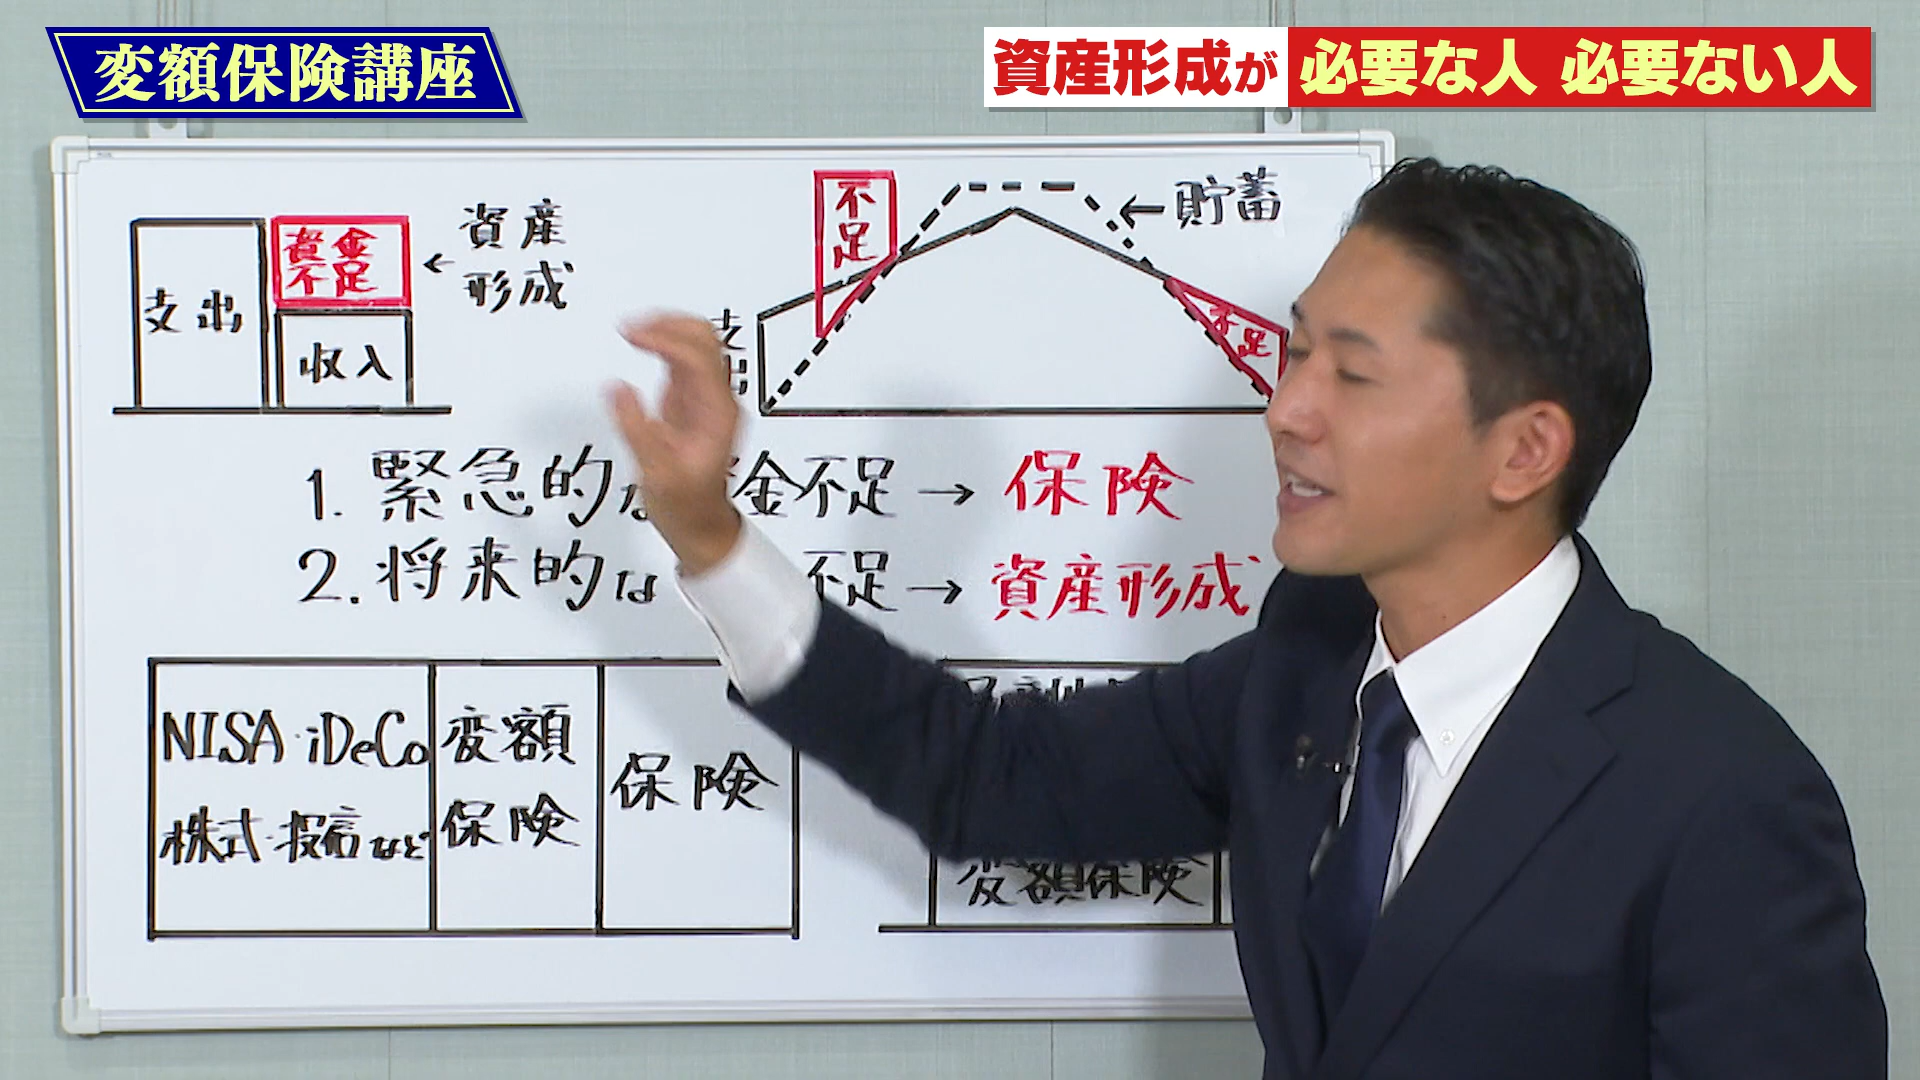 変額保険講座
資産形成が 必要な人 必要ない人
支出
資金
不足
収入
←資産
形成
不足
←貯蓄
不足
1. 緊急的な 金不足→保険
2. 将来的な 不足→資産形成
NISA・iDeCo
株式・投信など
変額
保険
保険
変額保険